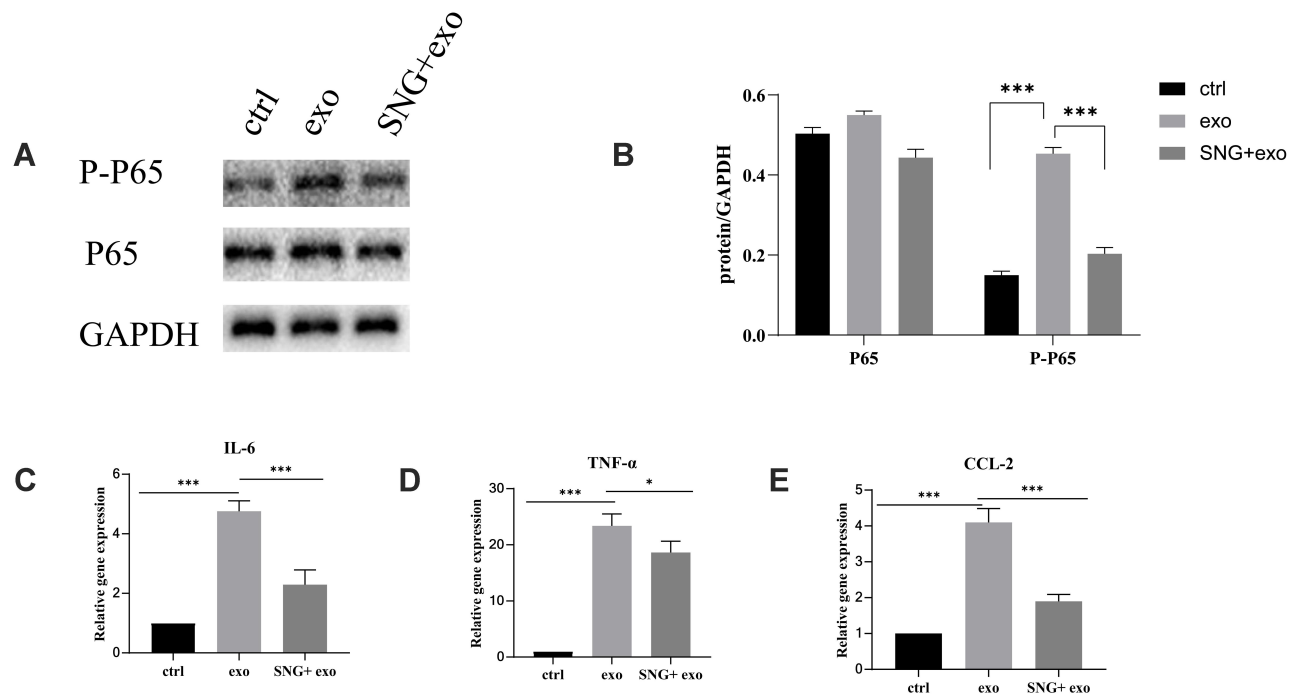 A
ctrl
exo
SNG+exo
P-P65
P65
GAPDH
B
protein/GAPDH
0.6
0.4
0.2
0.0
***
***
P65
P-P65
ctrl
exo
SNG+exo
C
IL-6
Relative gene expression
6
4
2
0
***
***
ctrl
exo
SNG+ exo
D
TNF-α
Relative gene expression
30
20
10
0
***
*
ctrl
exo
SNG+ exo
E
CCL-2
Relative gene expression
5
4
3
2
1
0
***
***
ctrl
exo
SNG+ exo